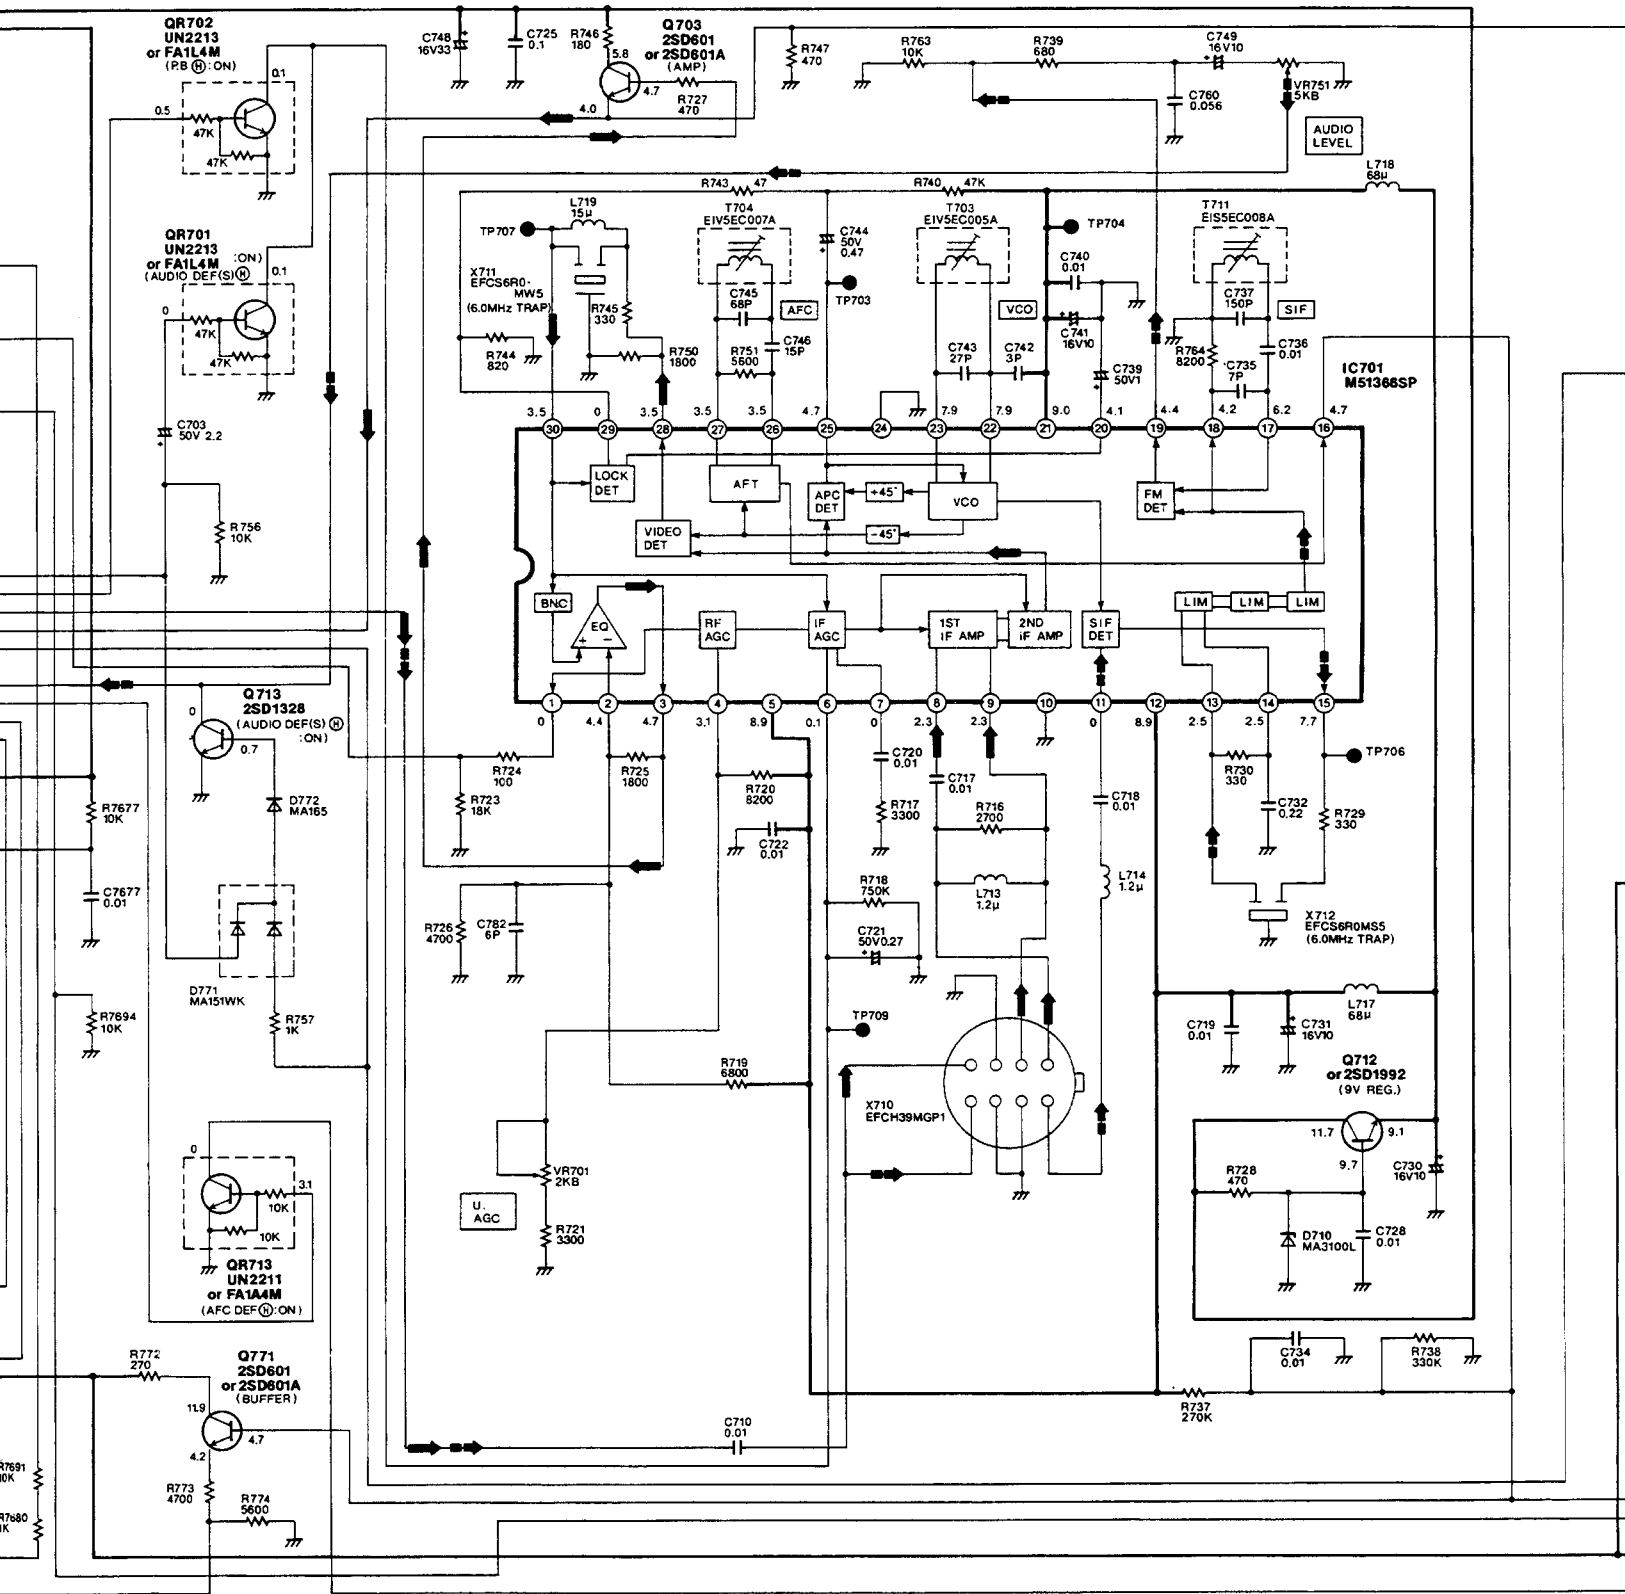 QR702
UN2213
or FA1L4M
(P.B Ⓗ:ON)
0.1
0.5
47K
47K
C748
16V33
C725
0.1
R746
180
5.8
Q703
2SD601
or 2SD601A
(AMP)
4.7
4.0
R727
470
R747
470
R763
10K
R739
680
C749
16V10
VR751
5KB
C760
0.056
AUDIO
LEVEL
L718
68μ
QR701
UN2213
or FA1L4M
:ON)
(AUDIO DEF(S)Ⓗ
0.1
0
47K
47K
R743
47
R740
47K
L719
15μ
TP707
T704
EIV5EC007A
C744
50V
0.47
T703
EIV5EC005A
TP704
T711
EIS5EC008A
X711
EFCS6R0-
MW5
(6.0MHz TRAP)
R745
330
C745
68P
AFC
TP703
VCO
C740
0.01
C741
16V10
C737
150P
SIF
R744
820
R750
1800
R751
5600
C746
15P
C743
27P
C742
3P
C739
50V1
R764
8200
C735
7P
C736
0.01
IC701
M51366SP
3.5
0
3.5
3.5
3.5
4.7
7.9
7.9
9.0
4.1
4.4
4.2
6.2
4.7
30
29
28
27
26
25
24
23
22
21
20
19
18
17
16
C703
50V 2.2
R756
10K
LOCK
DET
AFT
APC
DET
+45°
-45°
VCO
FM
DET
VIDEO
DET
BNC
EQ
+
−
RF
AGC
IF
AGC
1ST
IF AMP
2ND
IF AMP
SIF
DET
LIM
LIM
LIM
1
2
3
4
5
6
7
8
9
10
11
12
13
14
15
0
4.4
4.7
3.1
8.9
0.1
0
2.3
2.3
0
8.9
2.5
2.5
7.7
Q713
2SD1328
(AUDIO DEF(S)Ⓗ
:ON)
0
0.7
D772
MA165
R7677
10K
C7677
0.01
R724
100
R723
18K
R725
1800
R720
8200
C722
0.01
C720
0.01
R717
3300
C717
0.01
R716
2700
C718
0.01
R730
330
C732
0.22
TP706
R729
330
L713
1.2μ
L714
1.2μ
R718
750K
C721
50V0.27
R726
4700
C782
6P
X712
EFCS6R0MS5
(6.0MHz TRAP)
D771
MA151WK
R7694
10K
R757
1K
TP709
R719
6800
X710
EFCH39MGP1
C719
0.01
C731
16V10
L717
68μ
Q712
or 2SD1992
(9V REG.)
11.7
9.1
9.7
C730
16V10
R728
470
D710
MA3100L
C728
0.01
0
3.1
10K
10K
QR713
UN2211
or FA1A4M
(AFC DEFⒽ:ON)
U.
AGC
VR701
2KB
R721
3300
C734
0.01
R738
330K
R737
270K
R772
270
Q771
2SD601
or 2SD601A
(BUFFER)
11.9
4.7
4.2
C710
0.01
R773
4700
R774
5600
R7691
R7680